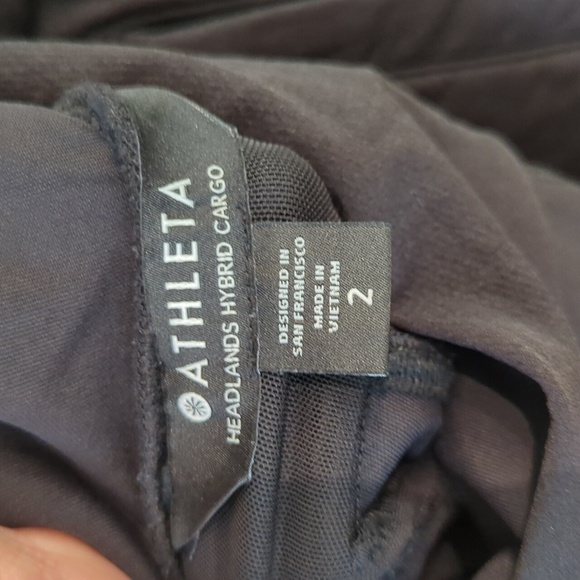 ATHLETA
HEADLANDS HYBRID CARGO
DESIGNED IN
SAN FRANCISCO
MADE IN
VIETNAM
2